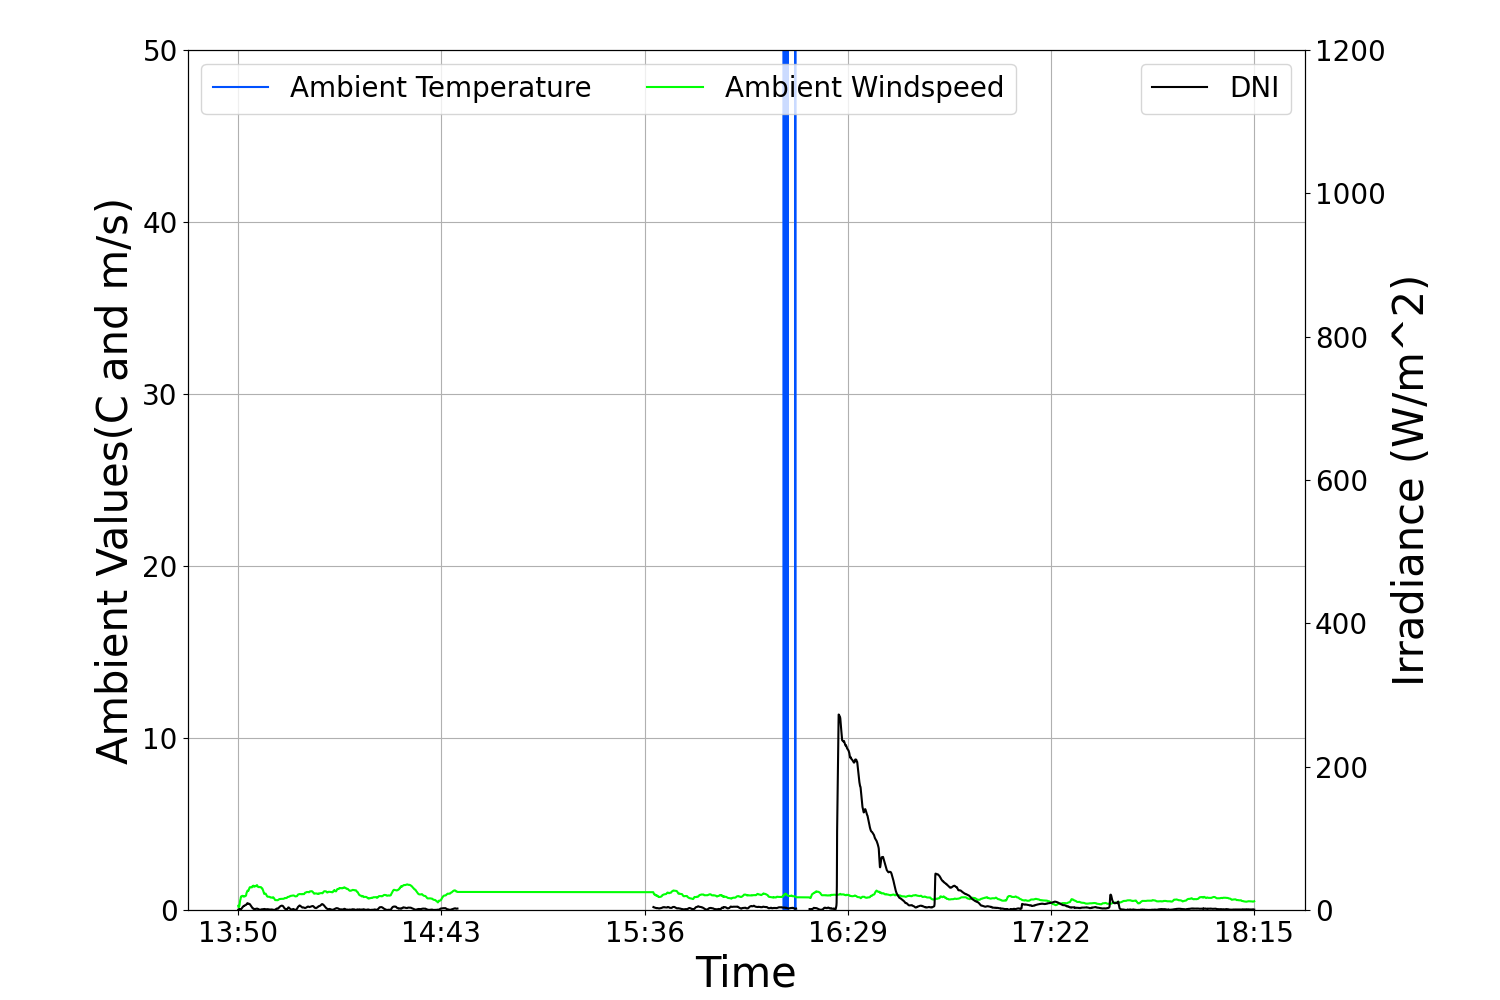 Ambient Temperature
Ambient Windspeed
DNI
Ambient Values(C and m/s)
50
40
30
20
10
0
1200
1000
800
600
400
200
0
Irradiance (W/m^2)
13:50 14:43 15:36 16:29 17:22 18:15
Time